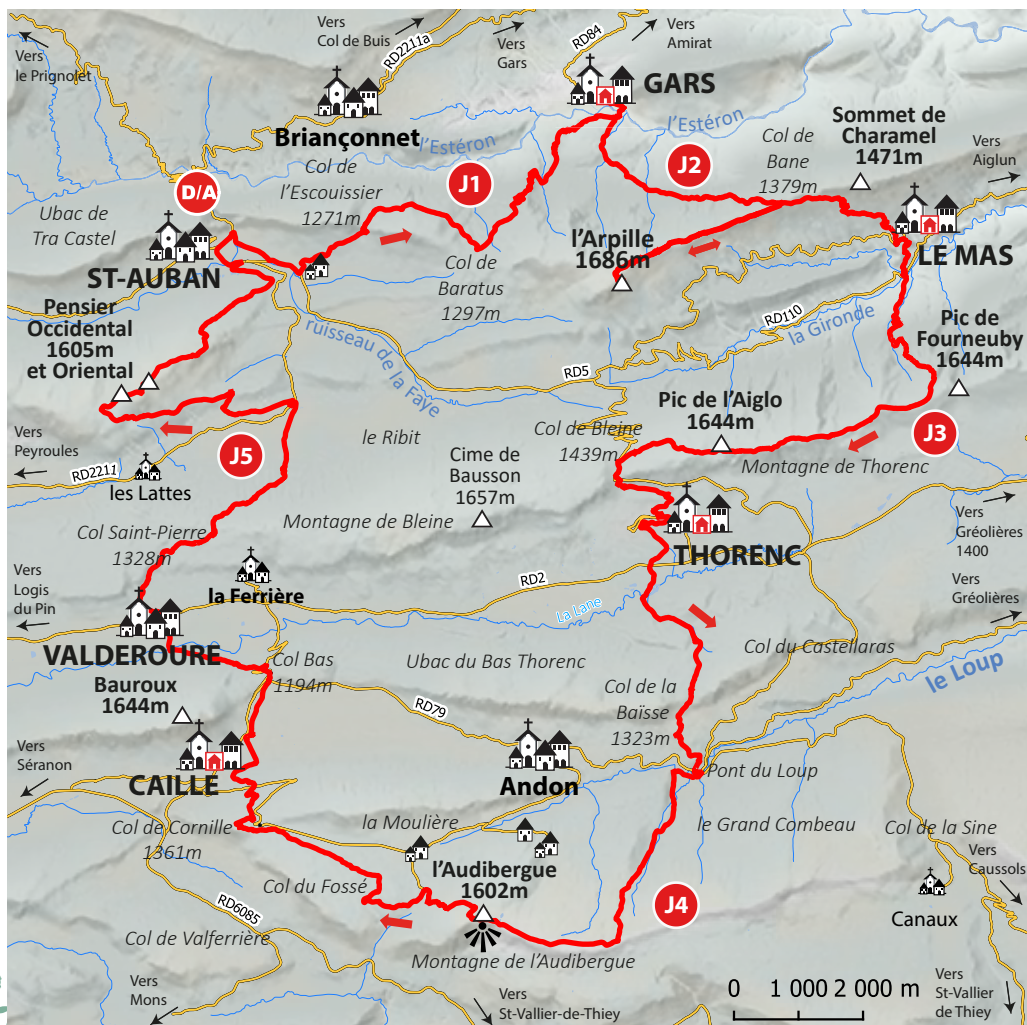 Vers
le Prignolet
Vers
Col de Buis
RD2211a
Vers
Gars
RD84
Vers
Amirat
GARS
Briançonnet
l'Estéron
l'Estéron
Sommet de
Charamel
1471m
Vers
Aiglun
Col de
Bane
1379m
D/A
Col de
l'Escouissier
1271m
J1
J2
Ubac de
Tra Castel
ST-AUBAN
l'Arpille
1686m
LE MAS
Col de
Baratus
1297m
Pensier
Occidental
1605m
et Oriental
ruisseau de la Faye
RD110
la Gironde
Pic de
Fourneuby
1644m
RD5
Pic de l'Aiglo
1644m
Vers
Peyroules
J5
le Ribit
Col de Bleine
1439m
J3
RD2211
les Lattes
Cime de
Bausson
1657m
Montagne de Thorenc
Col Saint-Pierre
1328m
Montagne de Bleine
THORENC
Vers
Gréolières
1400
Vers
Logis
du Pin
la Ferrière
RD2
La Lane
Vers
Gréolières
VALDEROURE
Col Bas
1194m
Ubac du Bas Thorenc
Col du Castellaras
le Loup
Bauroux
1644m
RD79
Col de la
Baïsse
1323m
Vers
Séranon
CAILLE
Andon
Pont du Loup
Col de Cornille
1361m
la Moulière
le Grand Combeau
Col de la Sine
l'Audibergue
1602m
Vers
Caussols
Col du Fossé
RD6085
J4
Canaux
Col de Valferrière
Montagne de l'Audibergue
Vers
Mons
Vers
St-Vallier-de-Thiey
0 1 000 2 000 m
Vers
St-Vallier
de Thiey